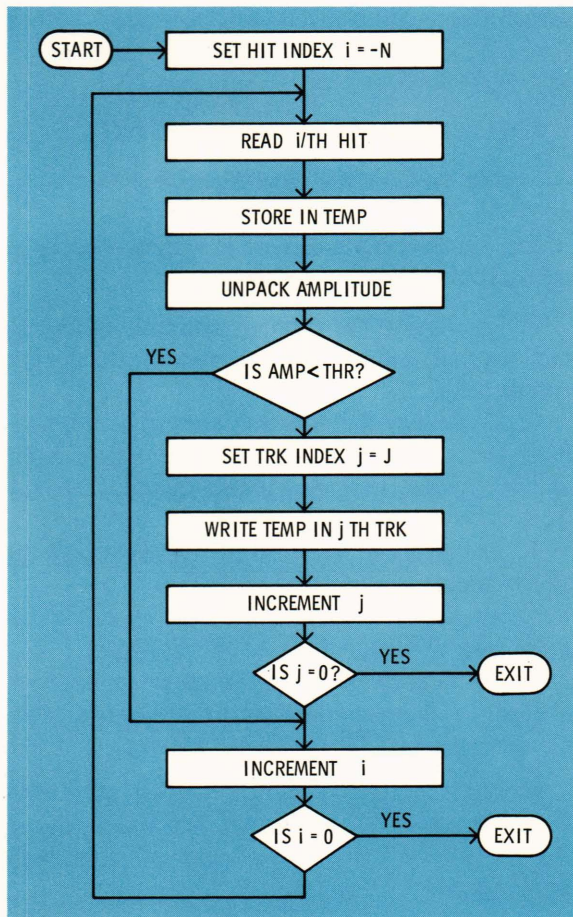 START
SET HIT INDEX i = -N
READ i/TH HIT
STORE IN TEMP
UNPACK AMPLITUDE
YES
IS AMP< THR?
SET TRK INDEX j = J
WRITE TEMP IN j TH TRK
INCREMENT j
IS j = 0?
YES
EXIT
INCREMENT i
IS i = 0
YES
EXIT